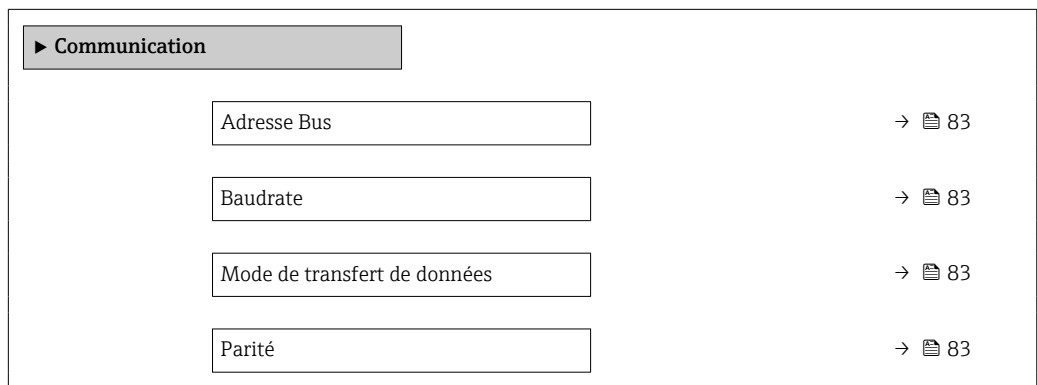 ▶ Communication
Adresse Bus → 83
Baudrate → 83
Mode de transfert de données → 83
Parité → 83